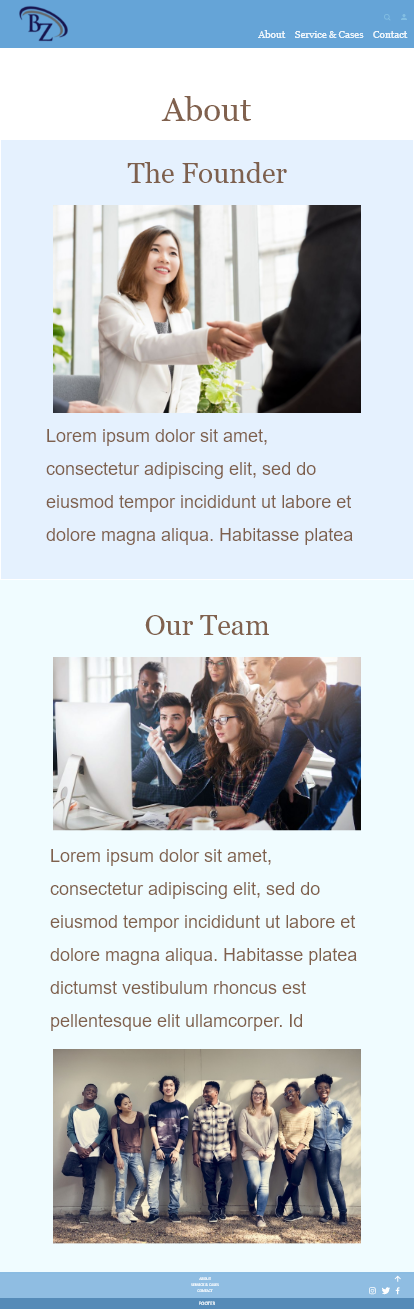 BZ
About Service & Cases Contact
About
The Founder
Lorem ipsum dolor sit amet,
consectetur adipiscing elit, sed do
eiusmod tempor incididunt ut labore et
dolore magna aliqua. Habitasse platea
Our Team
Lorem ipsum dolor sit amet,
consectetur adipiscing elit, sed do
eiusmod tempor incididunt ut labore et
dolore magna aliqua. Habitasse platea
dictumst vestibulum rhoncus est
pellentesque elit ullamcorper. Id
ABOUT
SERVICE & CASES
CONTACT
FOOTER